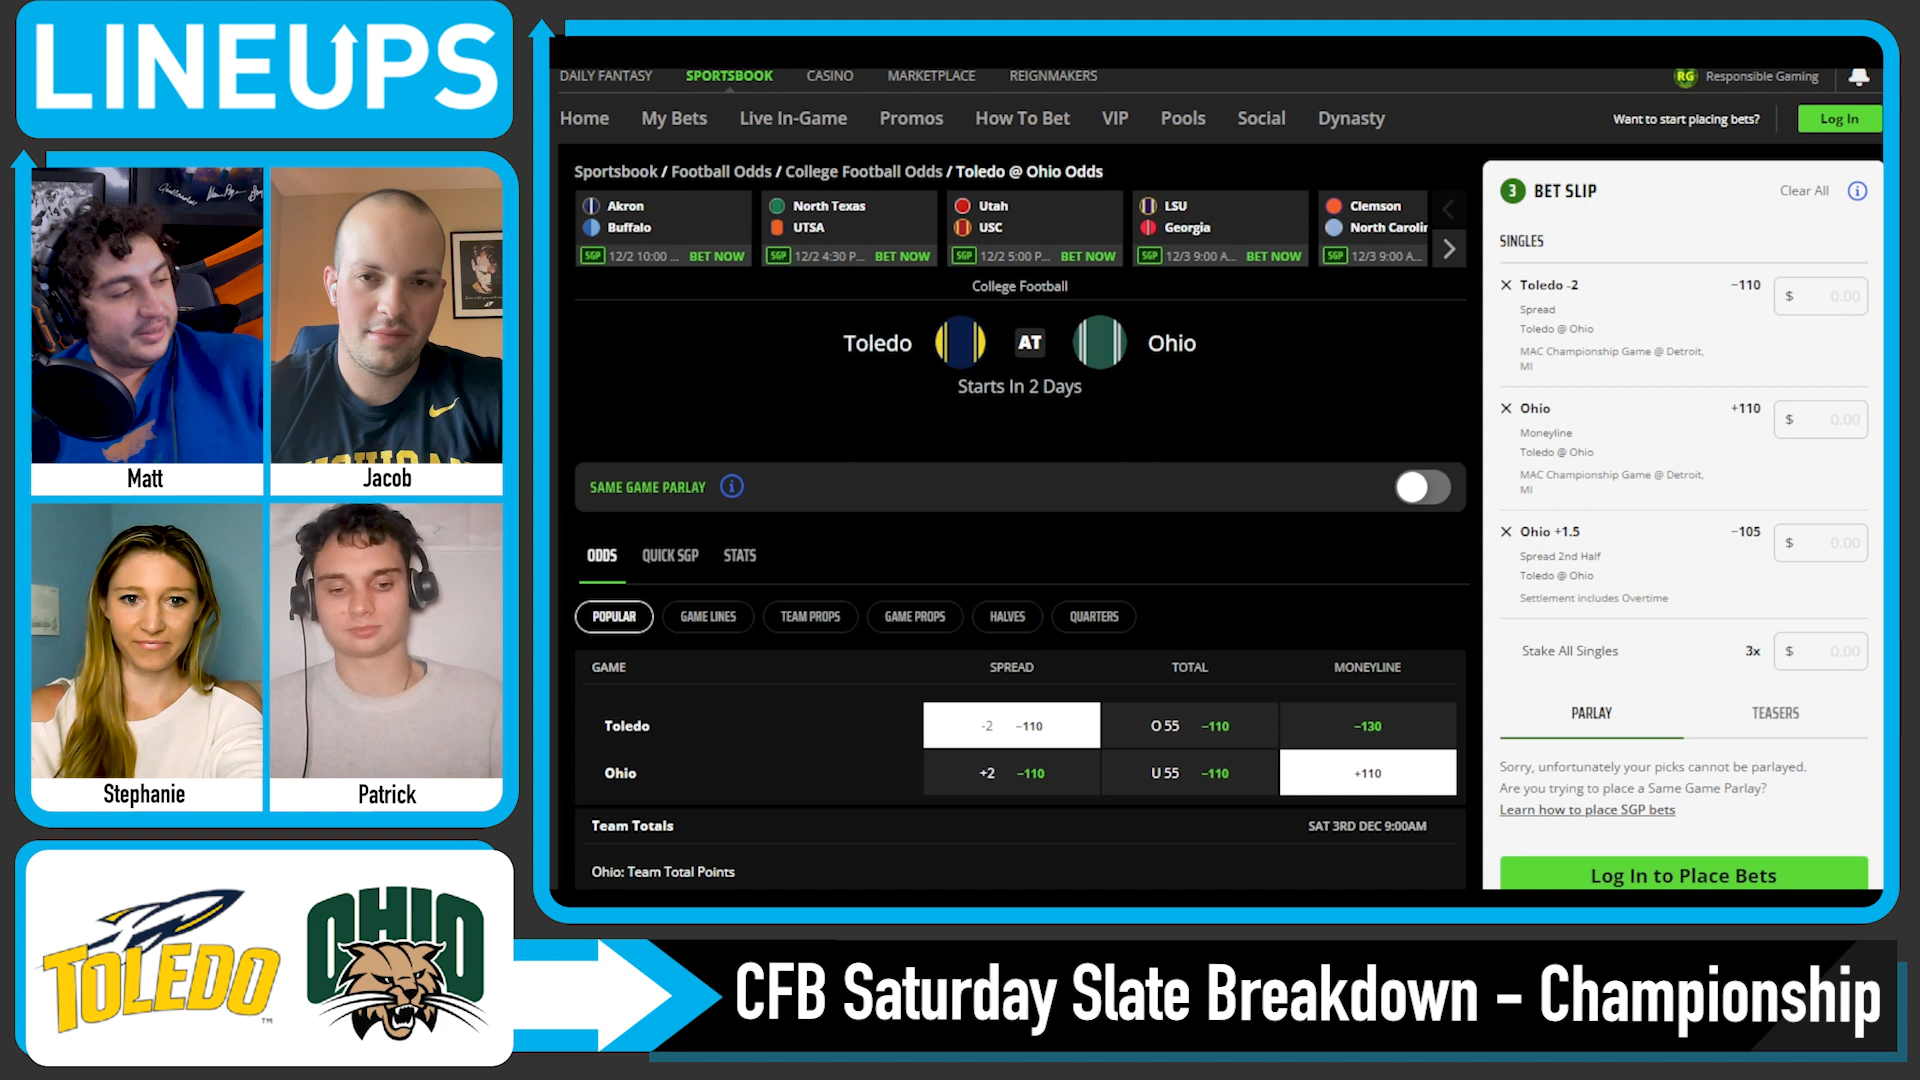 LINEUPS
Matt
Jacob
Stephanie
Patrick
TOLEDO
TM
OHIO
DAILY FANTASY SPORTSBOOK CASINO MARKETPLACE REIGNMAKERS RG Responsible Gaming
Home My Bets Live In-Game Promos How To Bet VIP Pools Social Dynasty Want to start placing bets? Log In
Sportsbook / Football Odds / College Football Odds / Toledo @ Ohio Odds
Akron North Texas Utah LSU Clemson
Buffalo UTSA USC Georgia North Carolin
SGP 12/2 10:00 ... BET NOW SGP 12/2 4:30 P... BET NOW SGP 12/2 5:00 P... BET NOW SGP 12/3 9:00 A... BET NOW SGP 12/3 9:00 A...
College Football
Toledo AT Ohio
Starts In 2 Days
SAME GAME PARLAY i
ODDS QUICK SGP STATS
POPULAR GAME LINES TEAM PROPS GAME PROPS HALVES QUARTERS
GAME SPREAD TOTAL MONEYLINE
Toledo -2 −110 O 55 −110 −130
Ohio +2 −110 U 55 −110 +110
Team Totals SAT 3RD DEC 9:00AM
Ohio: Team Total Points
3 BET SLIP Clear All i
SINGLES
Toledo -2 −110 $ 0.00
Spread
Toledo @ Ohio
MAC Championship Game @ Detroit,
MI
Ohio +110 $ 0.00
Moneyline
Toledo @ Ohio
MAC Championship Game @ Detroit,
MI
Ohio +1.5 −105 $ 0.00
Spread 2nd Half
Toledo @ Ohio
Settlement includes Overtime
Stake All Singles 3x $ 0.00
PARLAY TEASERS
Sorry, unfortunately your picks cannot be parlayed.
Are you trying to place a Same Game Parlay?
Learn how to place SGP bets
Log In to Place Bets
CFB Saturday Slate Breakdown - Championship